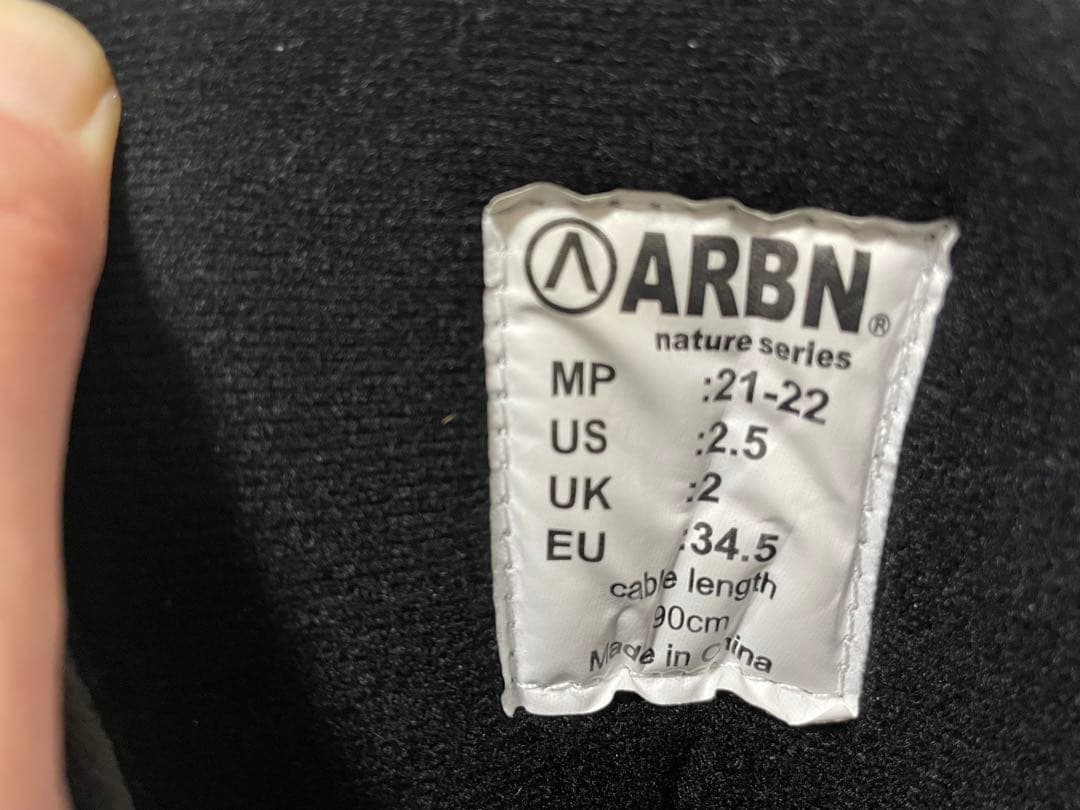 ARBN®
nature series
MP :21-22
US :2.5
UK :2
EU :34.5
cable length
90cm
Made in China